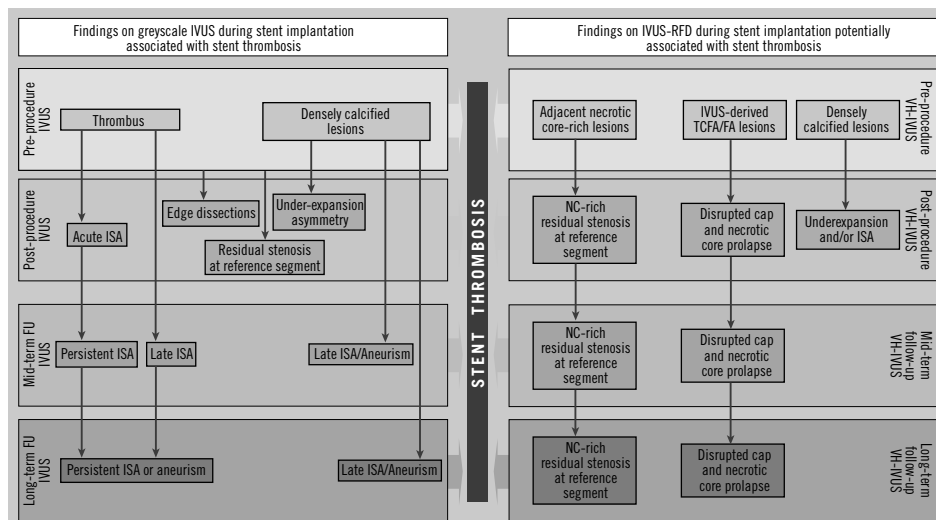 Findings on greyscale IVUS during stent implantation
associated with stent thrombosis
Pre-procedure
IVUS
Thrombus
Densely calcified
lesions
Post-procedure
IVUS
Acute ISA
Edge dissections
Under-expansion
asymmetry
Residual stenosis
at reference segment
Mid-term FU
IVUS
Persistent ISA
Late ISA
Late ISA/Aneurism
Long-term FU
IVUS
Persistent ISA or aneurism
Late ISA/Aneurism
STENT THROMBOSIS
Findings on IVUS-RFD during stent implantation potentially
associated with stent thrombosis
Adjacent necrotic
core-rich lesions
IVUS-derived
TCFA/FA lesions
Densely
calcified lesions
Pre-procedure
VH-IVUS
NC-rich
residual stenosis
at reference
segment
Disrupted cap
and necrotic
core prolapse
Underexpansion
and/or ISA
Post-procedure
VH-IVUS
NC-rich
residual stenosis
at reference
segment
Disrupted cap
and necrotic
core prolapse
Mid-term
follow-up
VH-IVUS
NC-rich
residual stenosis
at reference
segment
Disrupted cap
and necrotic
core prolapse
Long-term
follow-up
VH-IVUS